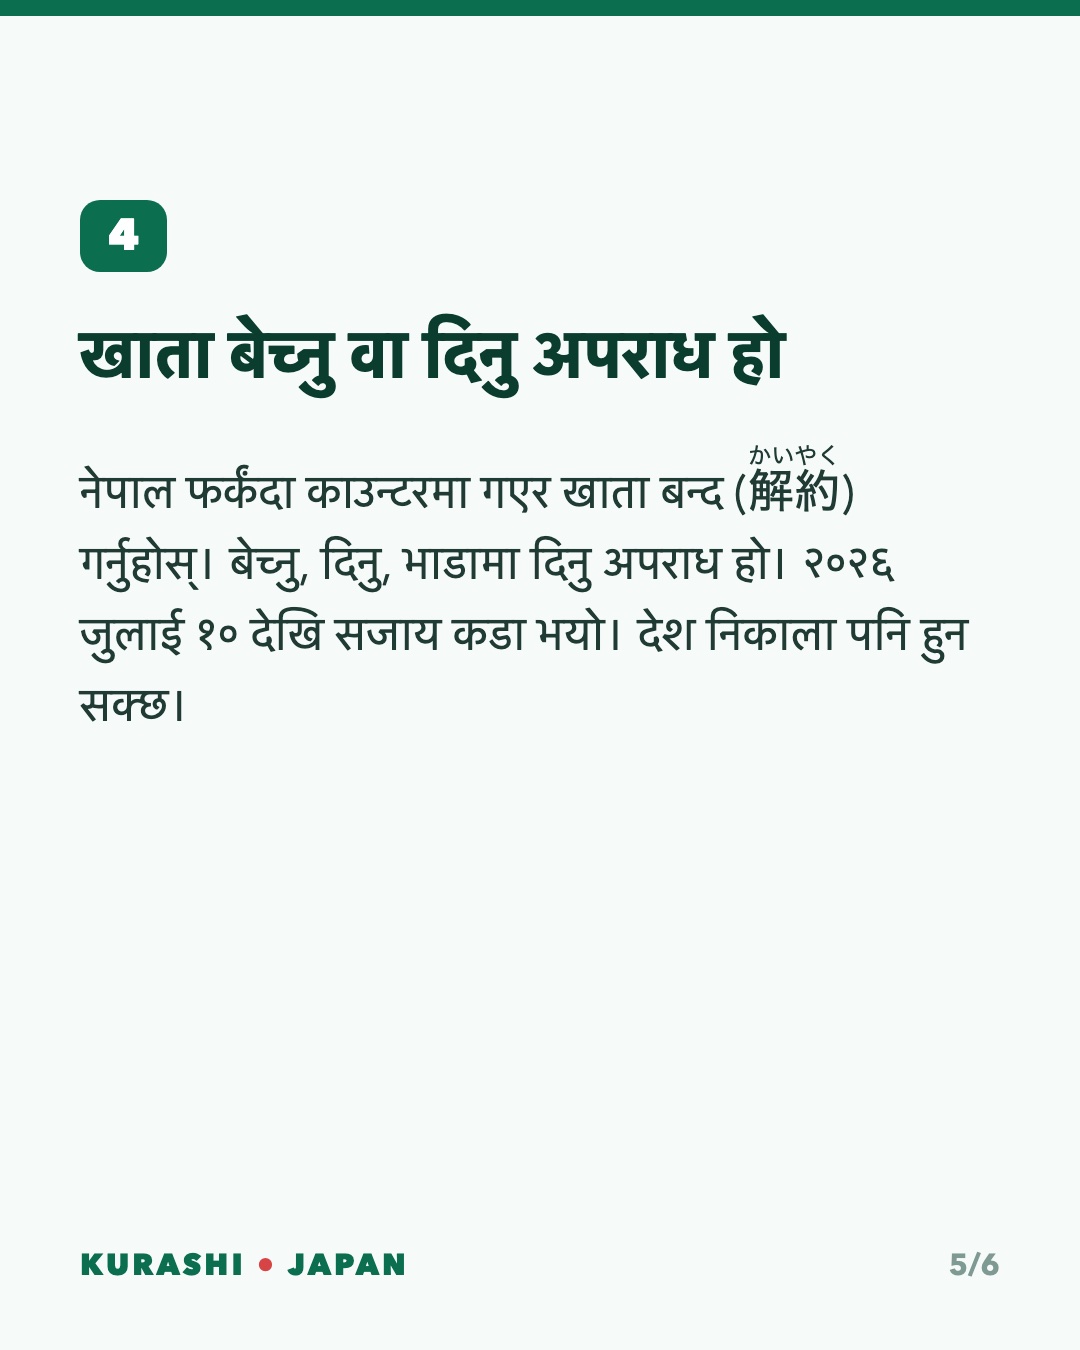 4
खाता बेच्नु वा दिनु अपराध हो
かいやく
नेपाल फर्कंदा काउन्टरमा गएर खाता बन्द (解約)
गर्नुहोस्। बेच्नु, दिनु, भाडामा दिनु अपराध हो। २०२६
जुलाई १० देखि सजाय कडा भयो। देश निकाला पनि हुन
सक्छ।
KURASHI • JAPAN
5/6